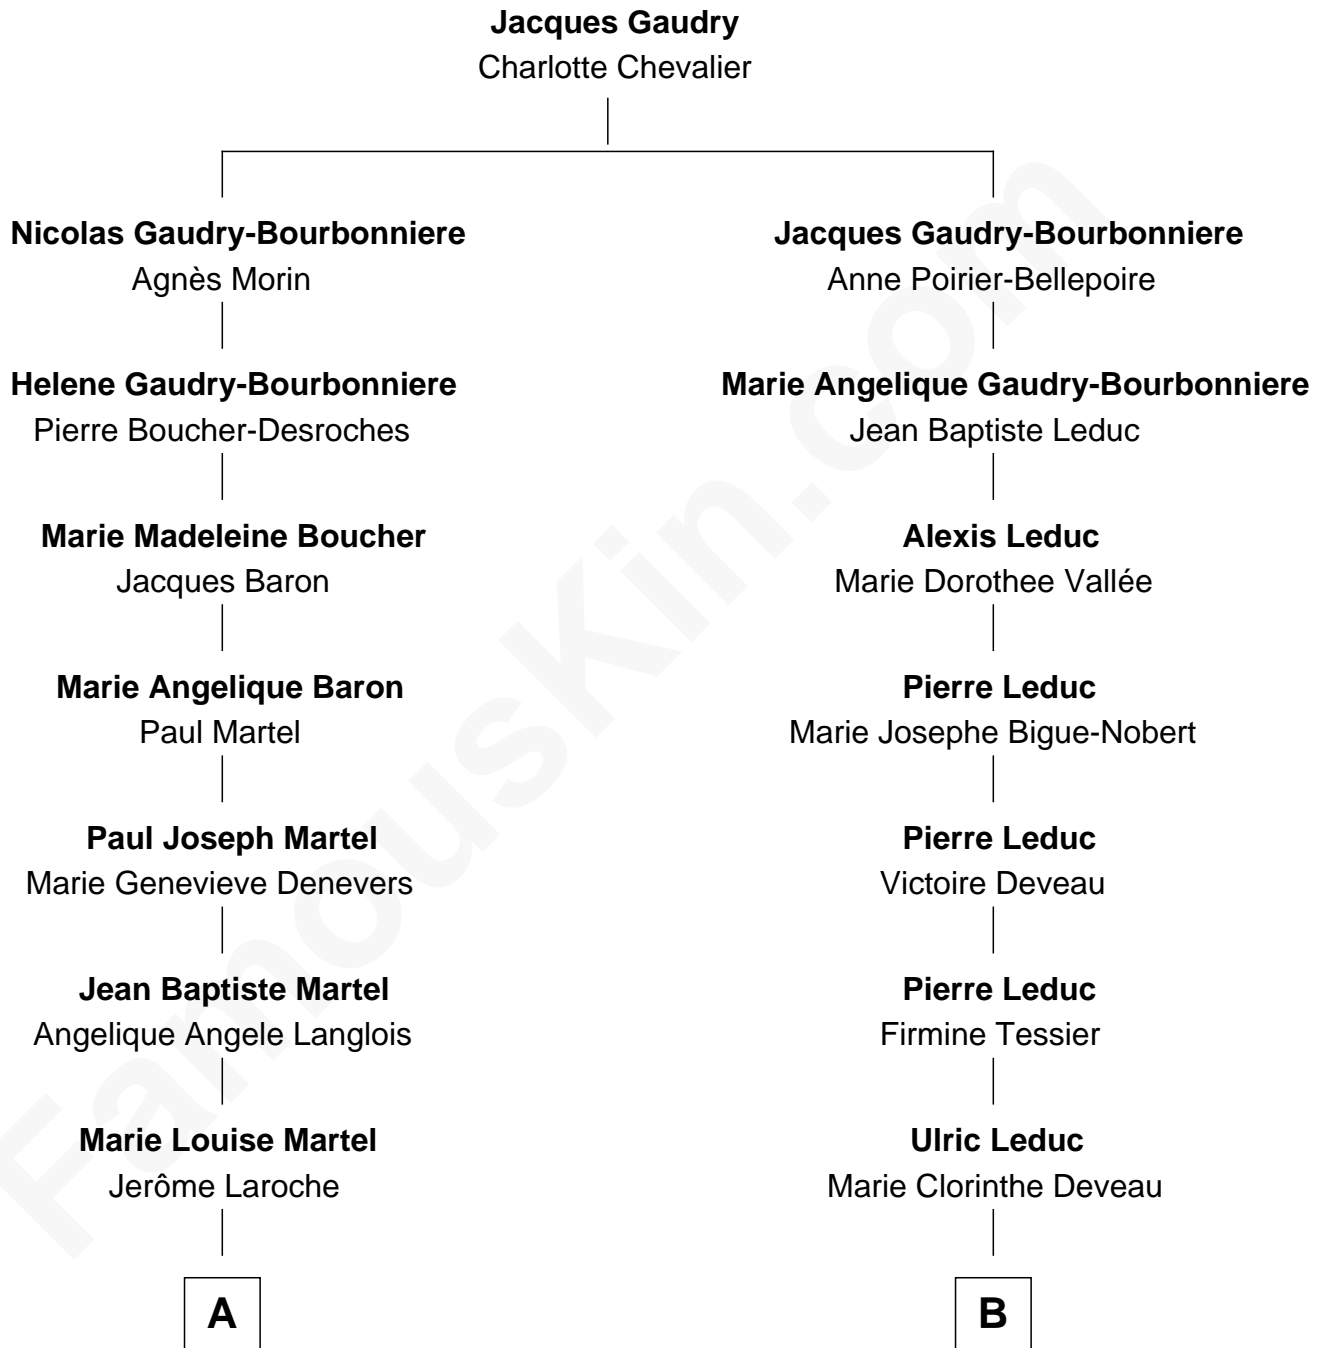 Jacques Gaudry
Charlotte Chevalier
Nicolas Gaudry-Bourbonniere
Agnès Morin
Helene Gaudry-Bourbonniere
Pierre Boucher-Desroches
Marie Madeleine Boucher
Jacques Baron
Marie Angelique Baron
Paul Martel
Paul Joseph Martel
Marie Genevieve Denevers
Jean Baptiste Martel
Angelique Angele Langlois
Marie Louise Martel
Jerôme Laroche
A
Jacques Gaudry-Bourbonniere
Anne Poirier-Bellepoire
Marie Angelique Gaudry-Bourbonniere
Jean Baptiste Leduc
Alexis Leduc
Marie Dorothee Vallée
Pierre Leduc
Marie Josephe Bigue-Nobert
Pierre Leduc
Victoire Deveau
Pierre Leduc
Firmine Tessier
Ulric Leduc
Marie Clorinthe Deveau
B
FamousKin.com